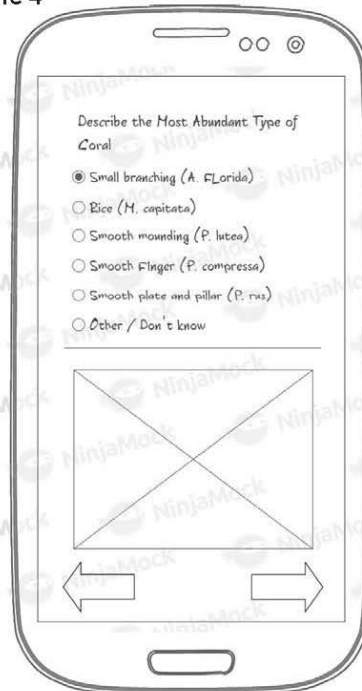 Describe the Most Abundant Type of
Coral
Small branching (A. Florida)
Rice (M. capitata)
Smooth mounding (P. lutea)
Smooth Finger (P. compressa)
Smooth plate and pillar (P. rus)
Other / Don't know
NinjaMock